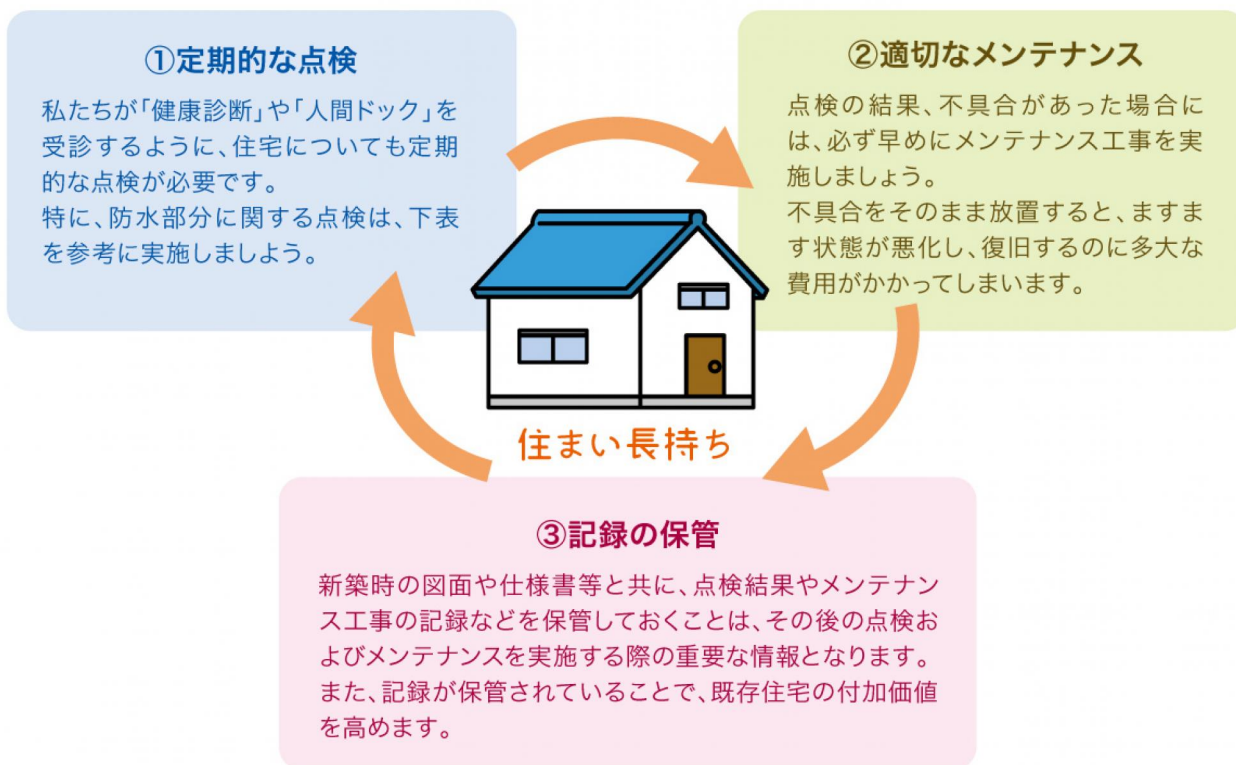 ①定期的な点検
私たちが「健康診断」や「人間ドック」を
受診するように、住宅についても定期
的な点検が必要です。
特に、防水部分に関する点検は、下表
を参考に実施しましよう。
②適切なメンテナンス
点検の結果、不具合があった場合に
は、必ず早めにメンテナンス工事を実
施しましょう。
不具合をそのまま放置すると、ますま
す状態が悪化し、復旧するのに多大な
費用がかかってしまいます。
住まい長持ち
③記録の保管
新築時の図面や仕様書等と共に、点検結果やメンテナン
ス工事の記録などを保管しておくことは、その後の点検お
よびメンテナンスを実施する際の重要な情報となります。
また、記録が保管されていることで、既存住宅の付加価値
を高めます。